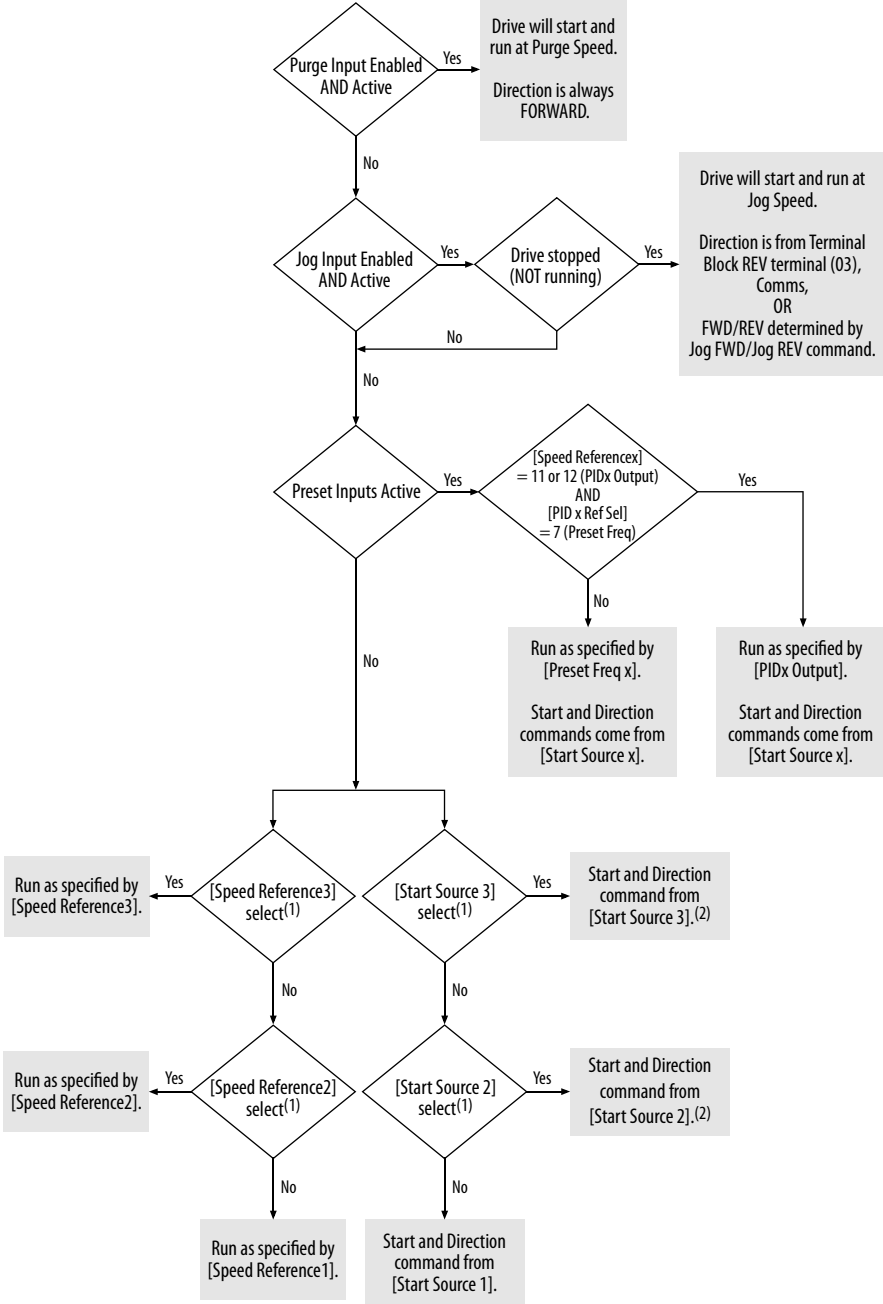 Purge Input Enabled
AND Active
Yes
Drive will start and
run at Purge Speed.
Direction is always
FORWARD.
No
Jog Input Enabled
AND Active
Yes
Drive stopped
(NOT running)
Yes
Drive will start and run at
Jog Speed.
Direction is from Terminal
Block REV terminal (03),
Comms,
OR
FWD/REV determined by
Jog FWD/Jog REV command.
No
No
Preset Inputs Active
Yes
[Speed Referencex]
= 11 or 12 (PIDx Output)
AND
[PID x Ref Sel]
= 7 (Preset Freq)
Yes
No
Run as specified by
[Preset Freq x].
Start and Direction
commands come from
[Start Source x].
Run as specified by
[PIDx Output].
Start and Direction
commands come from
[Start Source x].
No
Run as specified by
[Speed Reference3].
Yes
[Speed Reference3]
select(1)
[Start Source 3]
select(1)
Yes
Start and Direction
command from
[Start Source 3].(2)
No
No
Run as specified by
[Speed Reference2].
Yes
[Speed Reference2]
select(1)
[Start Source 2]
select(1)
Yes
Start and Direction
command from
[Start Source 2].(2)
No
No
Run as specified by
[Speed Reference1].
Start and Direction
command from
[Start Source 1].